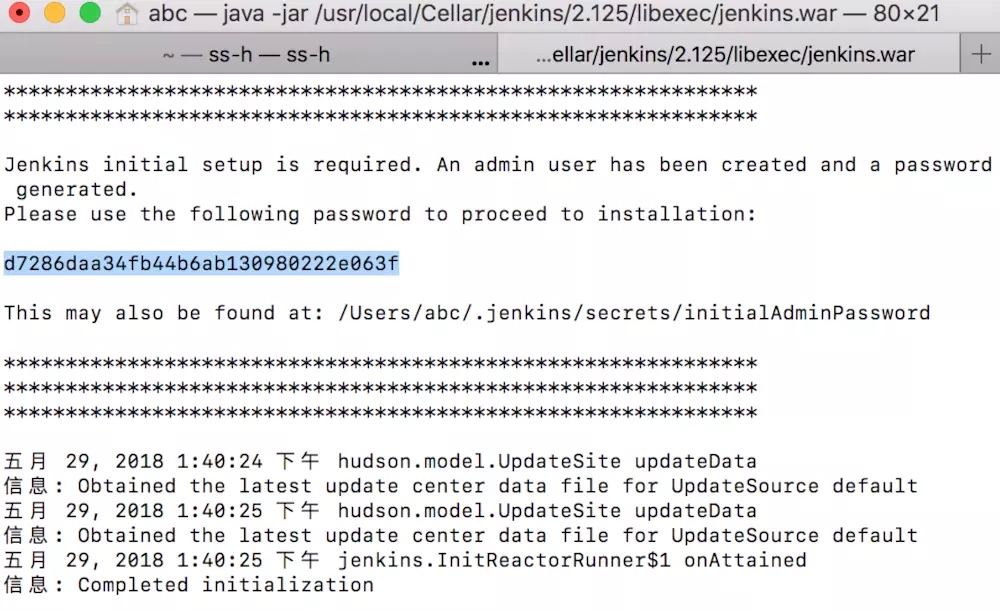 abc — java -jar /usr/local/Cellar/jenkins/2.125/libexec/jenkins.war — 80×21
~ — ss-h — ss-h ... ...ellar/jenkins/2.125/libexec/jenkins.war +
*************************************************************
*************************************************************
Jenkins initial setup is required. An admin user has been created and a password
generated.
Please use the following password to proceed to installation:
d7286daa34fb44b6ab130980222e063f
This may also be found at: /Users/abc/.jenkins/secrets/initialAdminPassword
*************************************************************
*************************************************************
*************************************************************
五月 29, 2018 1:40:24 下午 hudson.model.UpdateSite updateData
信息: Obtained the latest update center data file for UpdateSource default
五月 29, 2018 1:40:25 下午 hudson.model.UpdateSite updateData
信息: Obtained the latest update center data file for UpdateSource default
五月 29, 2018 1:40:25 下午 jenkins.InitReactorRunner$1 onAttained
信息: Completed initialization